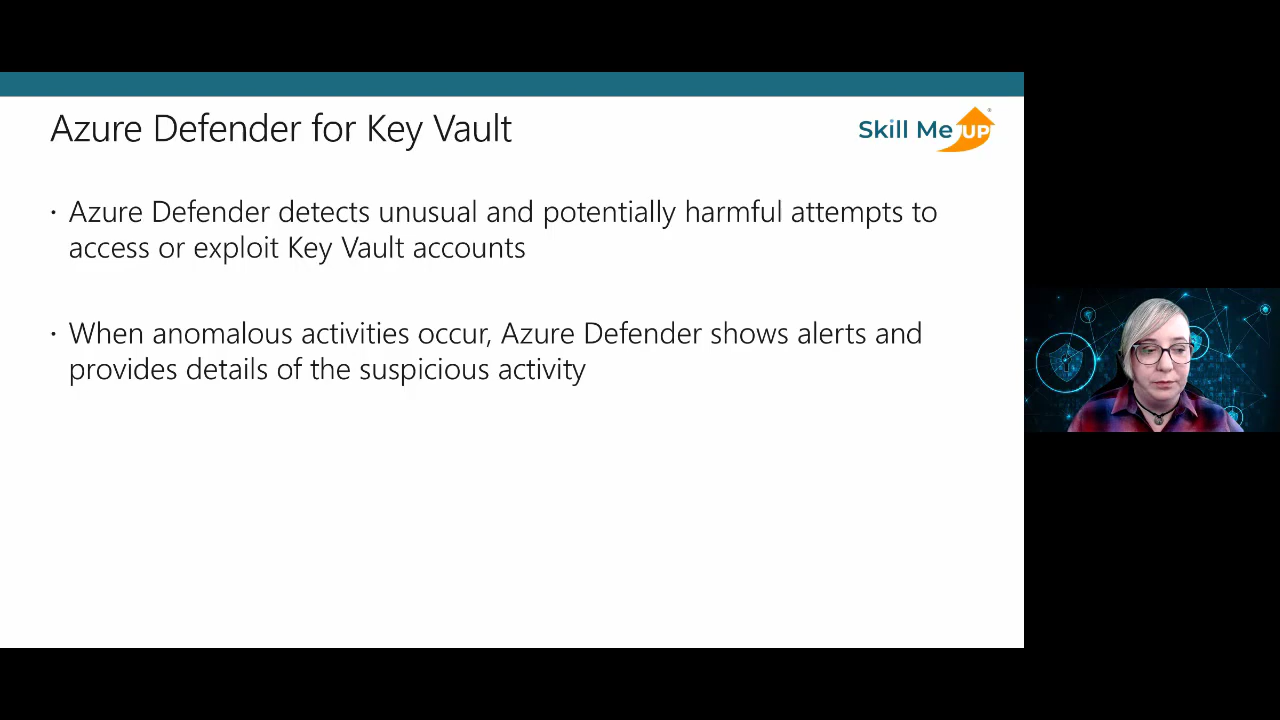 Azure Defender for Key Vault
Skill Me UP®
· Azure Defender detects unusual and potentially harmful attempts to
access or exploit Key Vault accounts
· When anomalous activities occur, Azure Defender shows alerts and
provides details of the suspicious activity